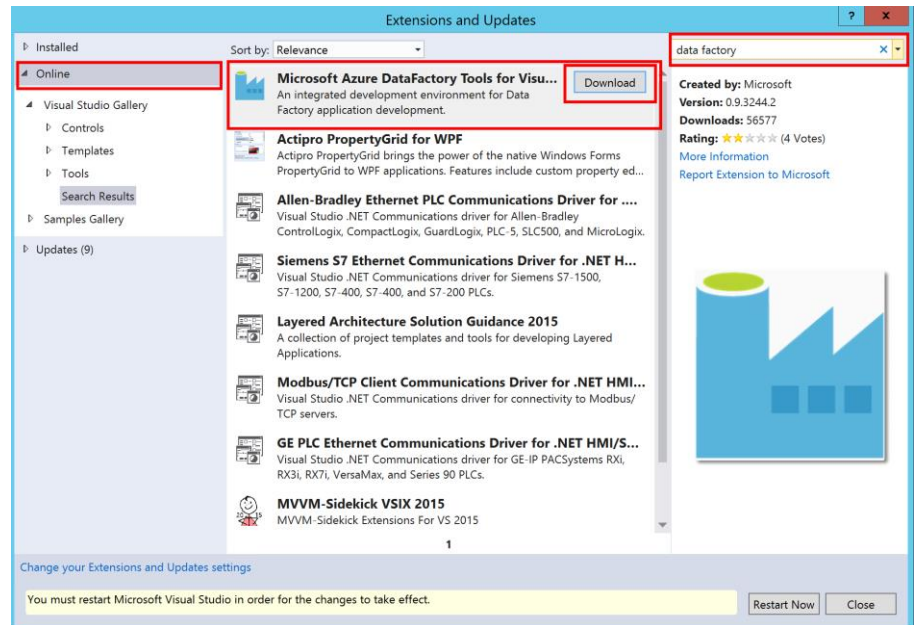 Extensions and Updates
? x
Installed
Online
Visual Studio Gallery
Controls
Templates
Tools
Search Results
Samples Gallery
Updates (9)
Sort by: Relevance
Microsoft Azure DataFactory Tools for Visu...
Download
An integrated development environment for Data
Factory application development.
Actipro PropertyGrid for WPF
Actipro PropertyGrid brings the power of the native Windows Forms
PropertyGrid to WPF applications. Features include custom property ed...
Allen-Bradley Ethernet PLC Communications Driver for ....
Visual Studio .NET Communications driver for Allen-Bradley
ControlLogix, CompactLogix, GuardLogix, PLC-5, SLC500, and MicroLogix.
Siemens S7 Ethernet Communications Driver for .NET H...
Visual Studio .NET Communications driver for Siemens S7-1500,
S7-1200, S7-400, S7-400, and S7-200 PLCs.
Layered Architecture Solution Guidance 2015
A collection of project templates and tools for developing Layered
Applications.
Modbus/TCP Client Communications Driver for .NET HMI...
Visual Studio .NET Communications driver for connectivity to Modbus/
TCP servers.
GE PLC Ethernet Communications Driver for .NET HMI/S...
Visual Studio .NET Communications driver for GE-IP PACSystems RXi,
RX3i, RX7i, VersaMax, and Series 90 PLCs.
MVVM-Sidekick VSIX 2015
MVVM-Sidekick Extensions For VS 2015
1
data factory
Created by: Microsoft
Version: 0.9.3244.2
Downloads: 56577
Rating: (4 Votes)
More Information
Report Extension to Microsoft
Change your Extensions and Updates settings
You must restart Microsoft Visual Studio in order for the changes to take effect.
Restart Now
Close